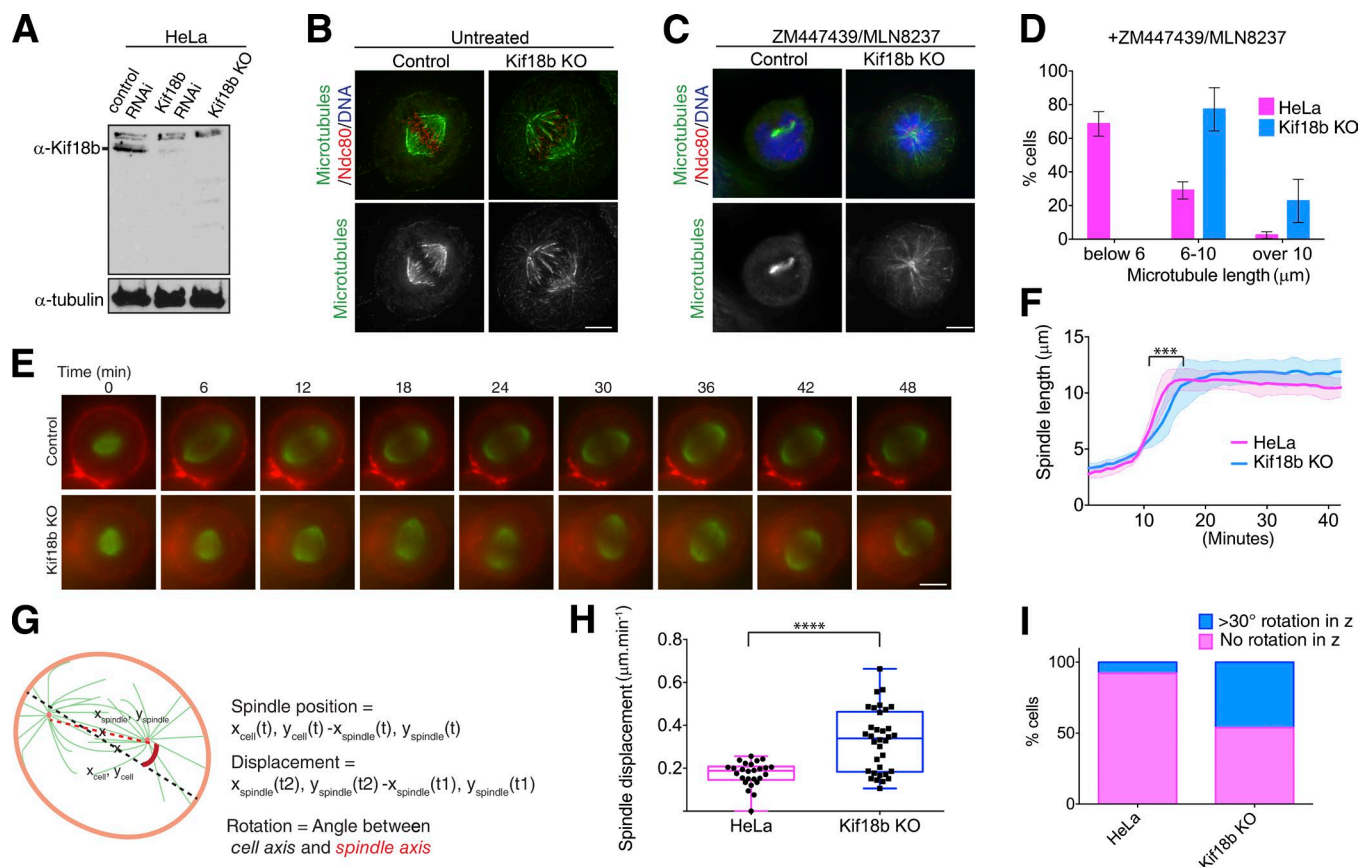 A
HeLa
control
RNAi
Kif18b
RNAi
Kif18b KO
α-Kif18b
α-tubulin
B
Untreated
Control
Kif18b KO
Microtubules
/Ndc80/DNA
Microtubules
C
ZM447439/MLN8237
Control
Kif18b KO
Microtubules
/Ndc80/DNA
Microtubules
D
+ZM447439/MLN8237
% cells
100
80
60
40
20
0
HeLa
Kif18b KO
below 6
6-10
over 10
Microtubule length (μm)
E
Time (min)
0
6
12
18
24
30
36
42
48
Control
Kif18b KO
F
Spindle length (μm)
15
10
5
0
***
HeLa
Kif18b KO
10
20
30
40
(Minutes)
G
xspindle, yspindle
x
x
xcell, ycell
Spindle position =
xcell(t), ycell(t) -xspindle(t), yspindle(t)
Displacement =
xspindle(t2), yspindle(t2) -xspindle(t1), yspindle(t1)
Rotation = Angle between
cell axis and spindle axis
H
Spindle displacement (μm.min-1)
0.8
0.6
0.4
0.2
****
HeLa
Kif18b KO
I
>30° rotation in z
No rotation in z
% cells
100
50
0
HeLa
Kif18b KO